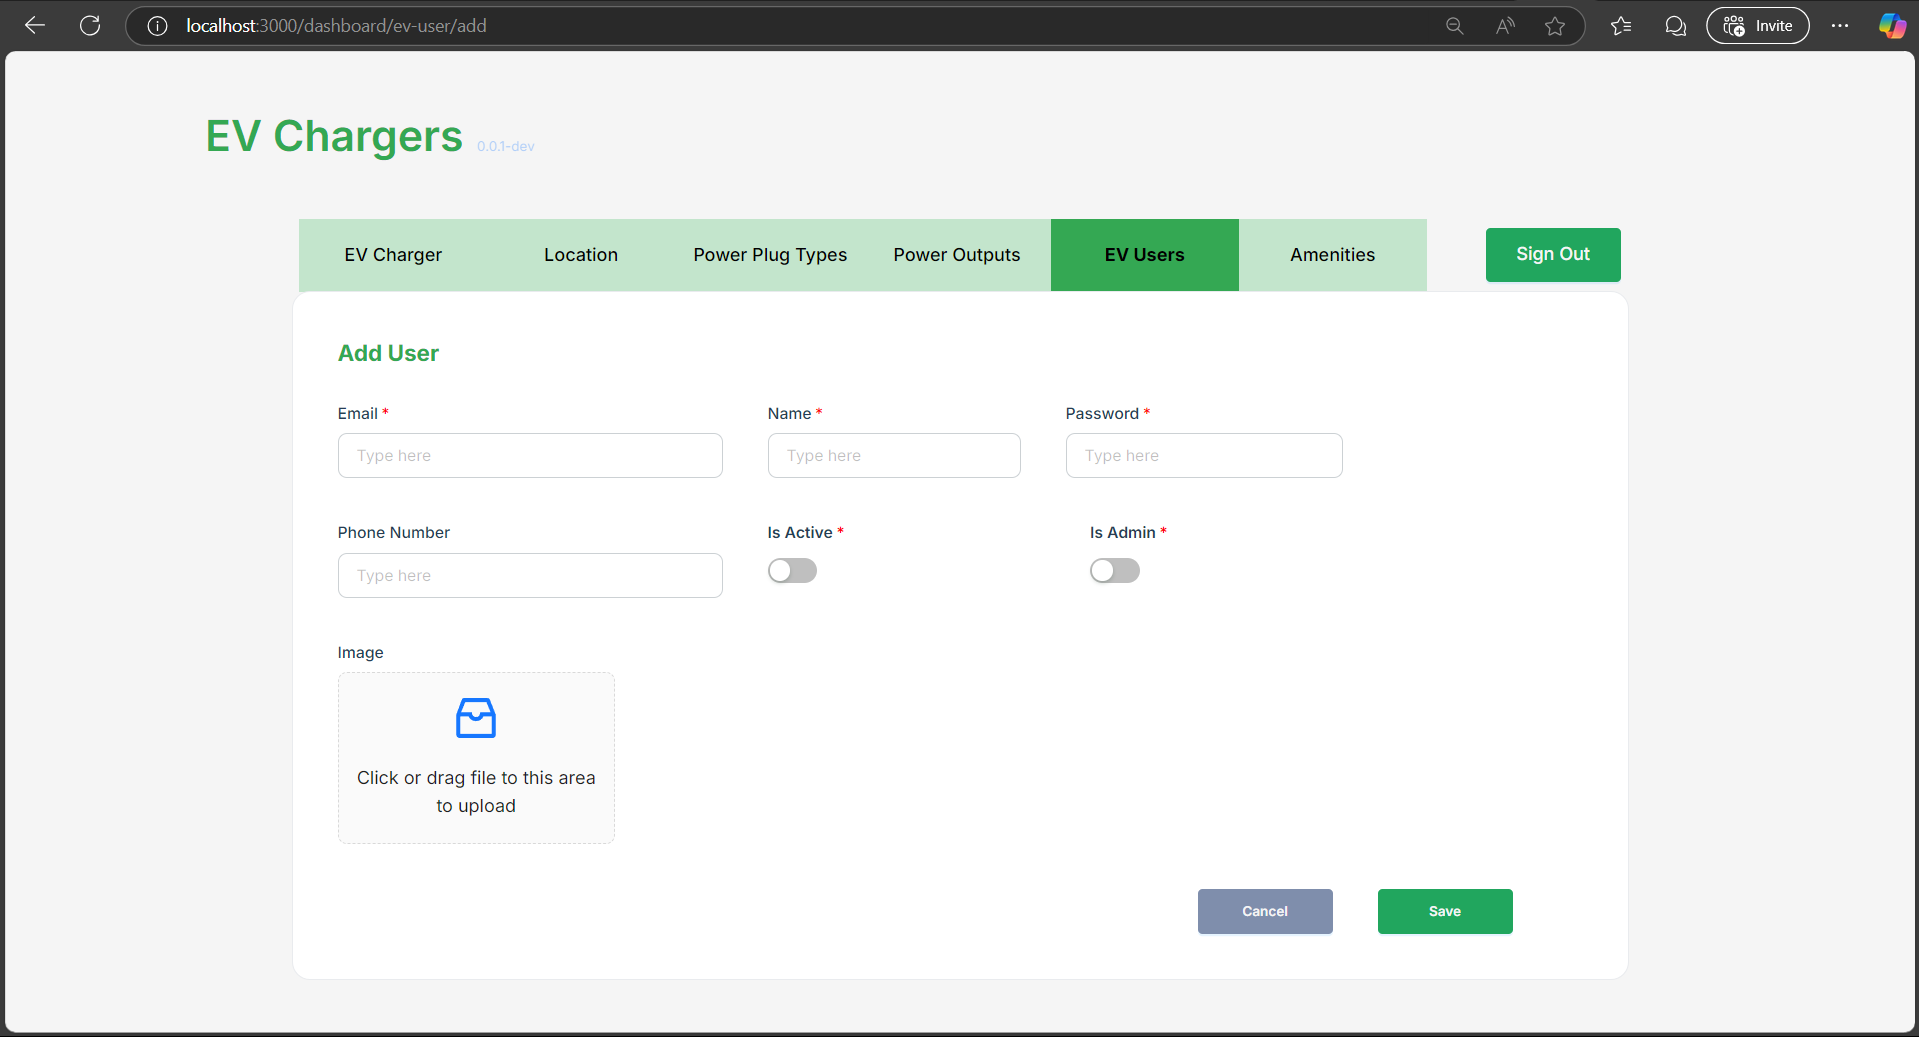 localhost:3000/dashboard/ev-user/add
Invite
EV Chargers 0.0.1-dev
EV Charger Location Power Plug Types Power Outputs EV Users Amenities Sign Out
Add User
Email * Name * Password *
Type here Type here Type here
Phone Number Is Active * Is Admin *
Type here
Image
Click or drag file to this area
to upload
Cancel Save